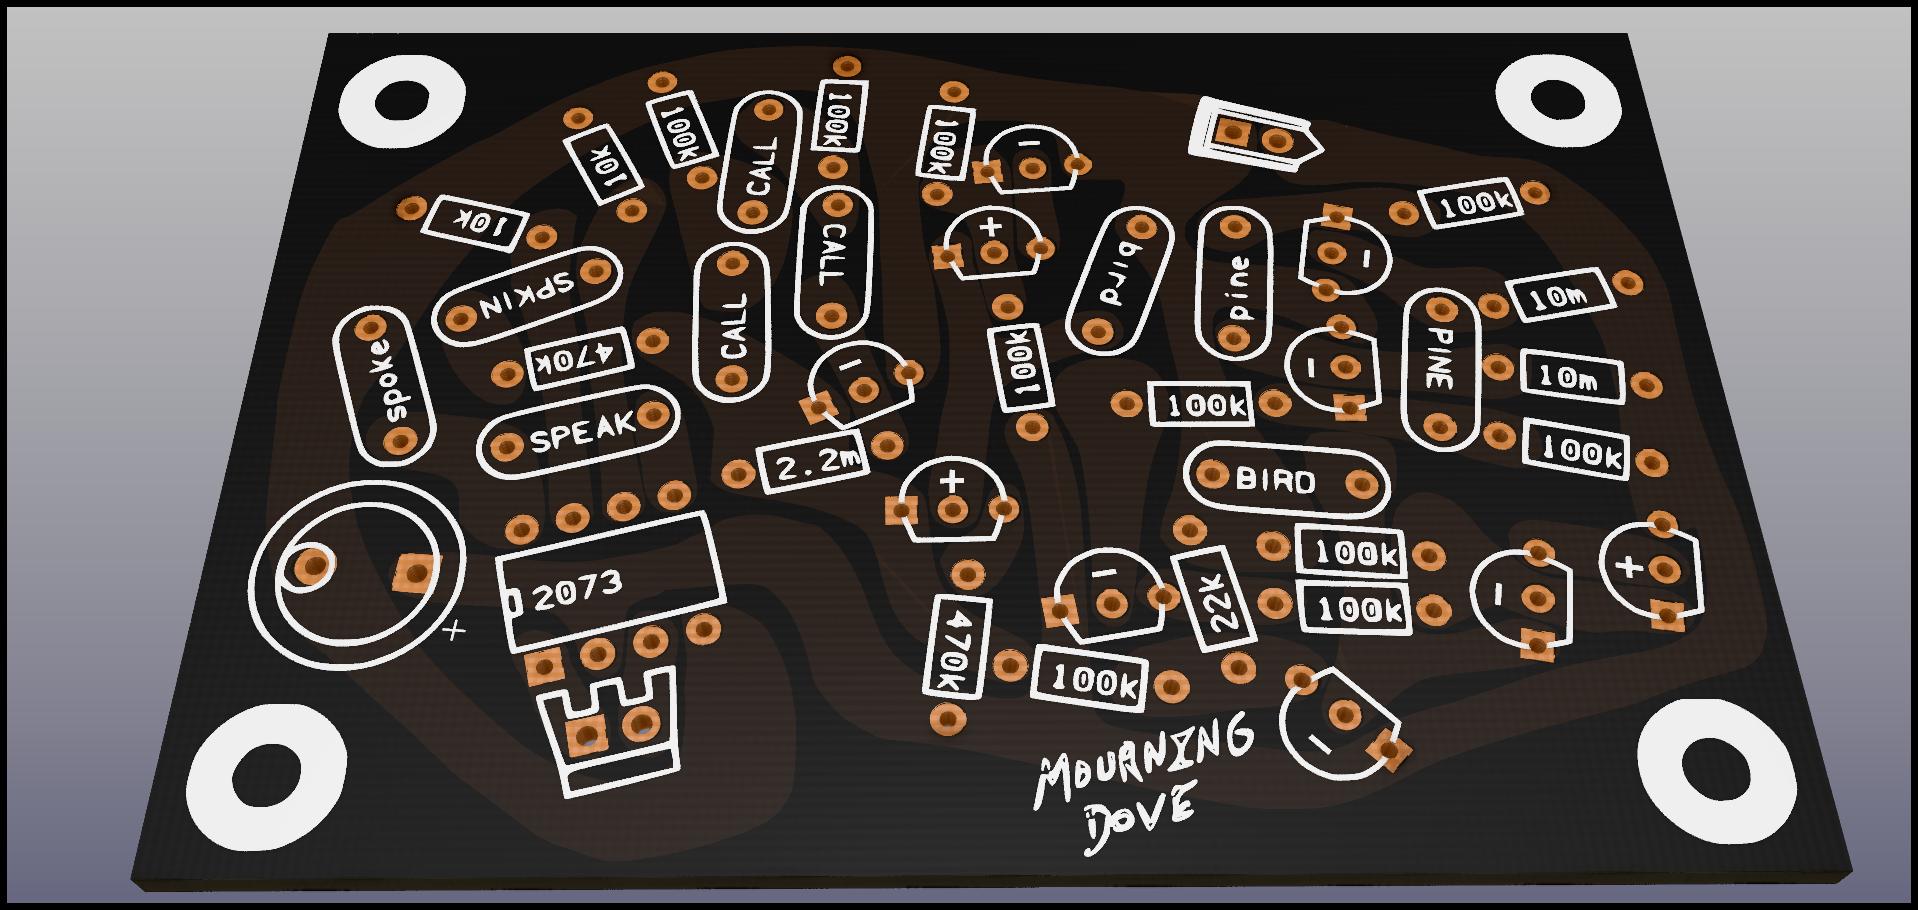 100k
100k
10k
CALL
100k
10k
100k
CALL
-
+
SPKIN
bird
pine
-
10m
spoke
470k
CALL
-
100k
-
PINE
10m
SPEAK
100k
2.2m
+
BIRD
100k
2073
+
-
22k
100k
100k
-
+
470k
100k
-
MOURNING
DOVE